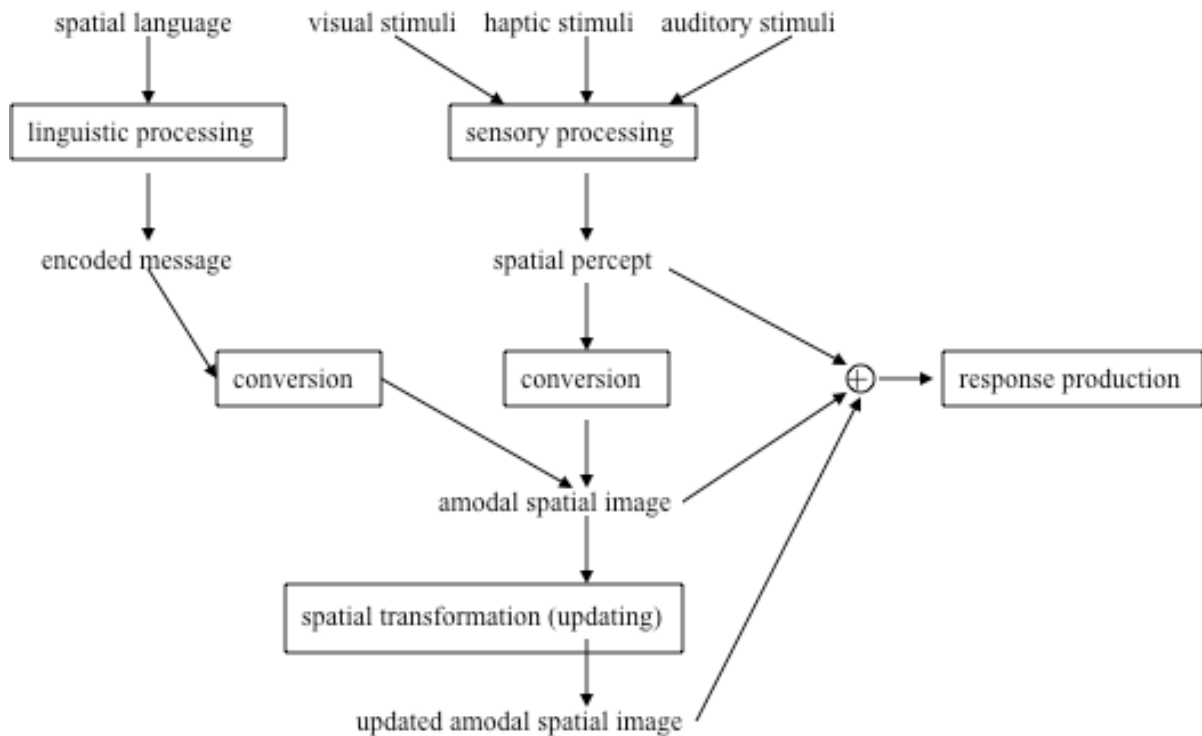 spatial language
visual stimuli
haptic stimuli
auditory stimuli
linguistic processing
sensory processing
encoded message
spatial percept
conversion
conversion
response production
amodal spatial image
spatial transformation (updating)
updated amodal spatial image